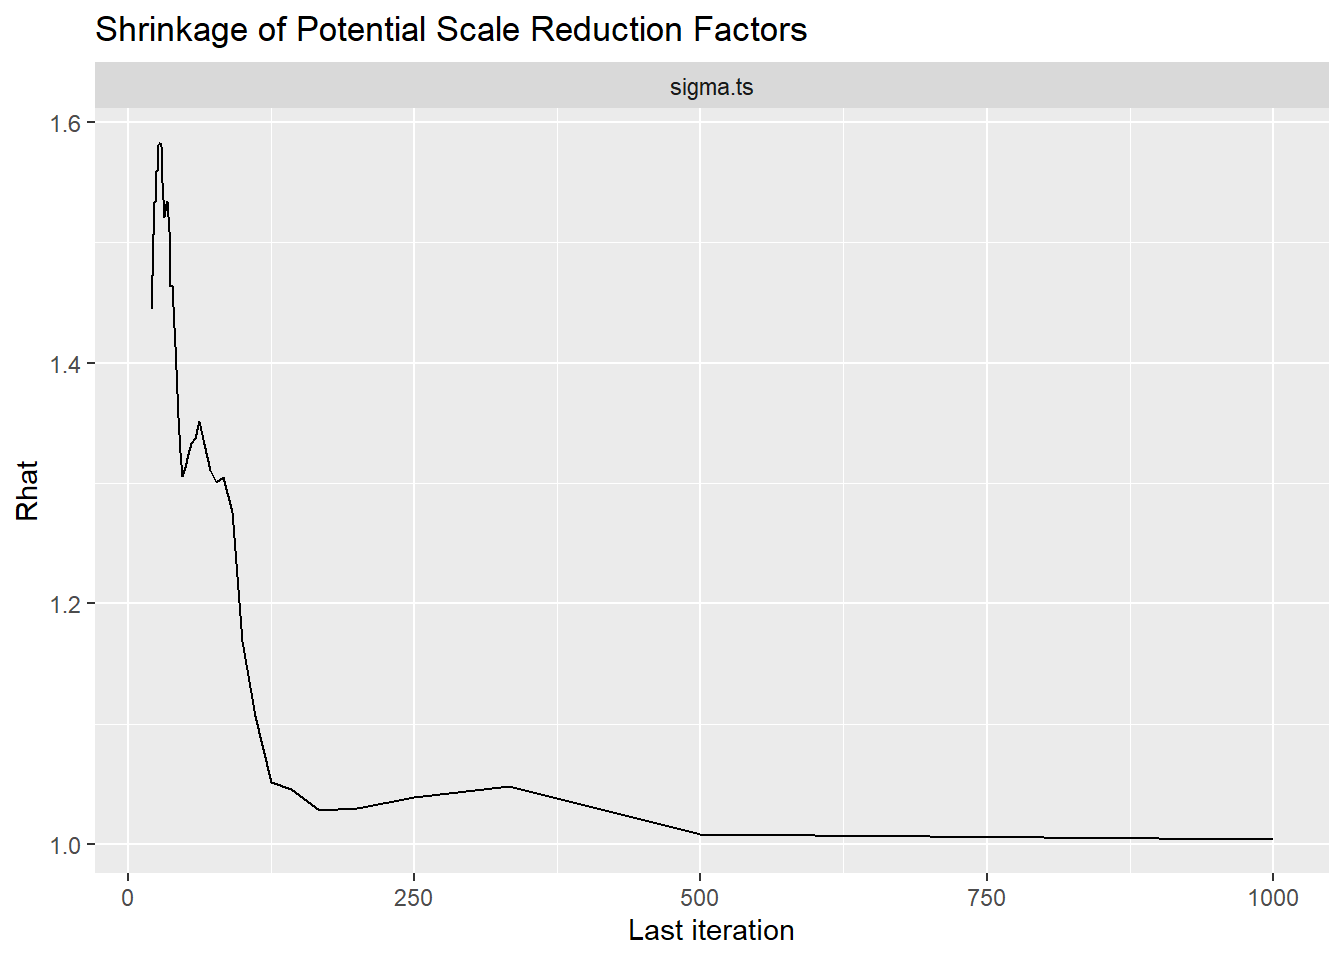 Shrinkage of Potential Scale Reduction Factors
sigma.ts
1.6
1.4
1.2
1.0
Rhat
0 250 500 750 1000
Last iteration